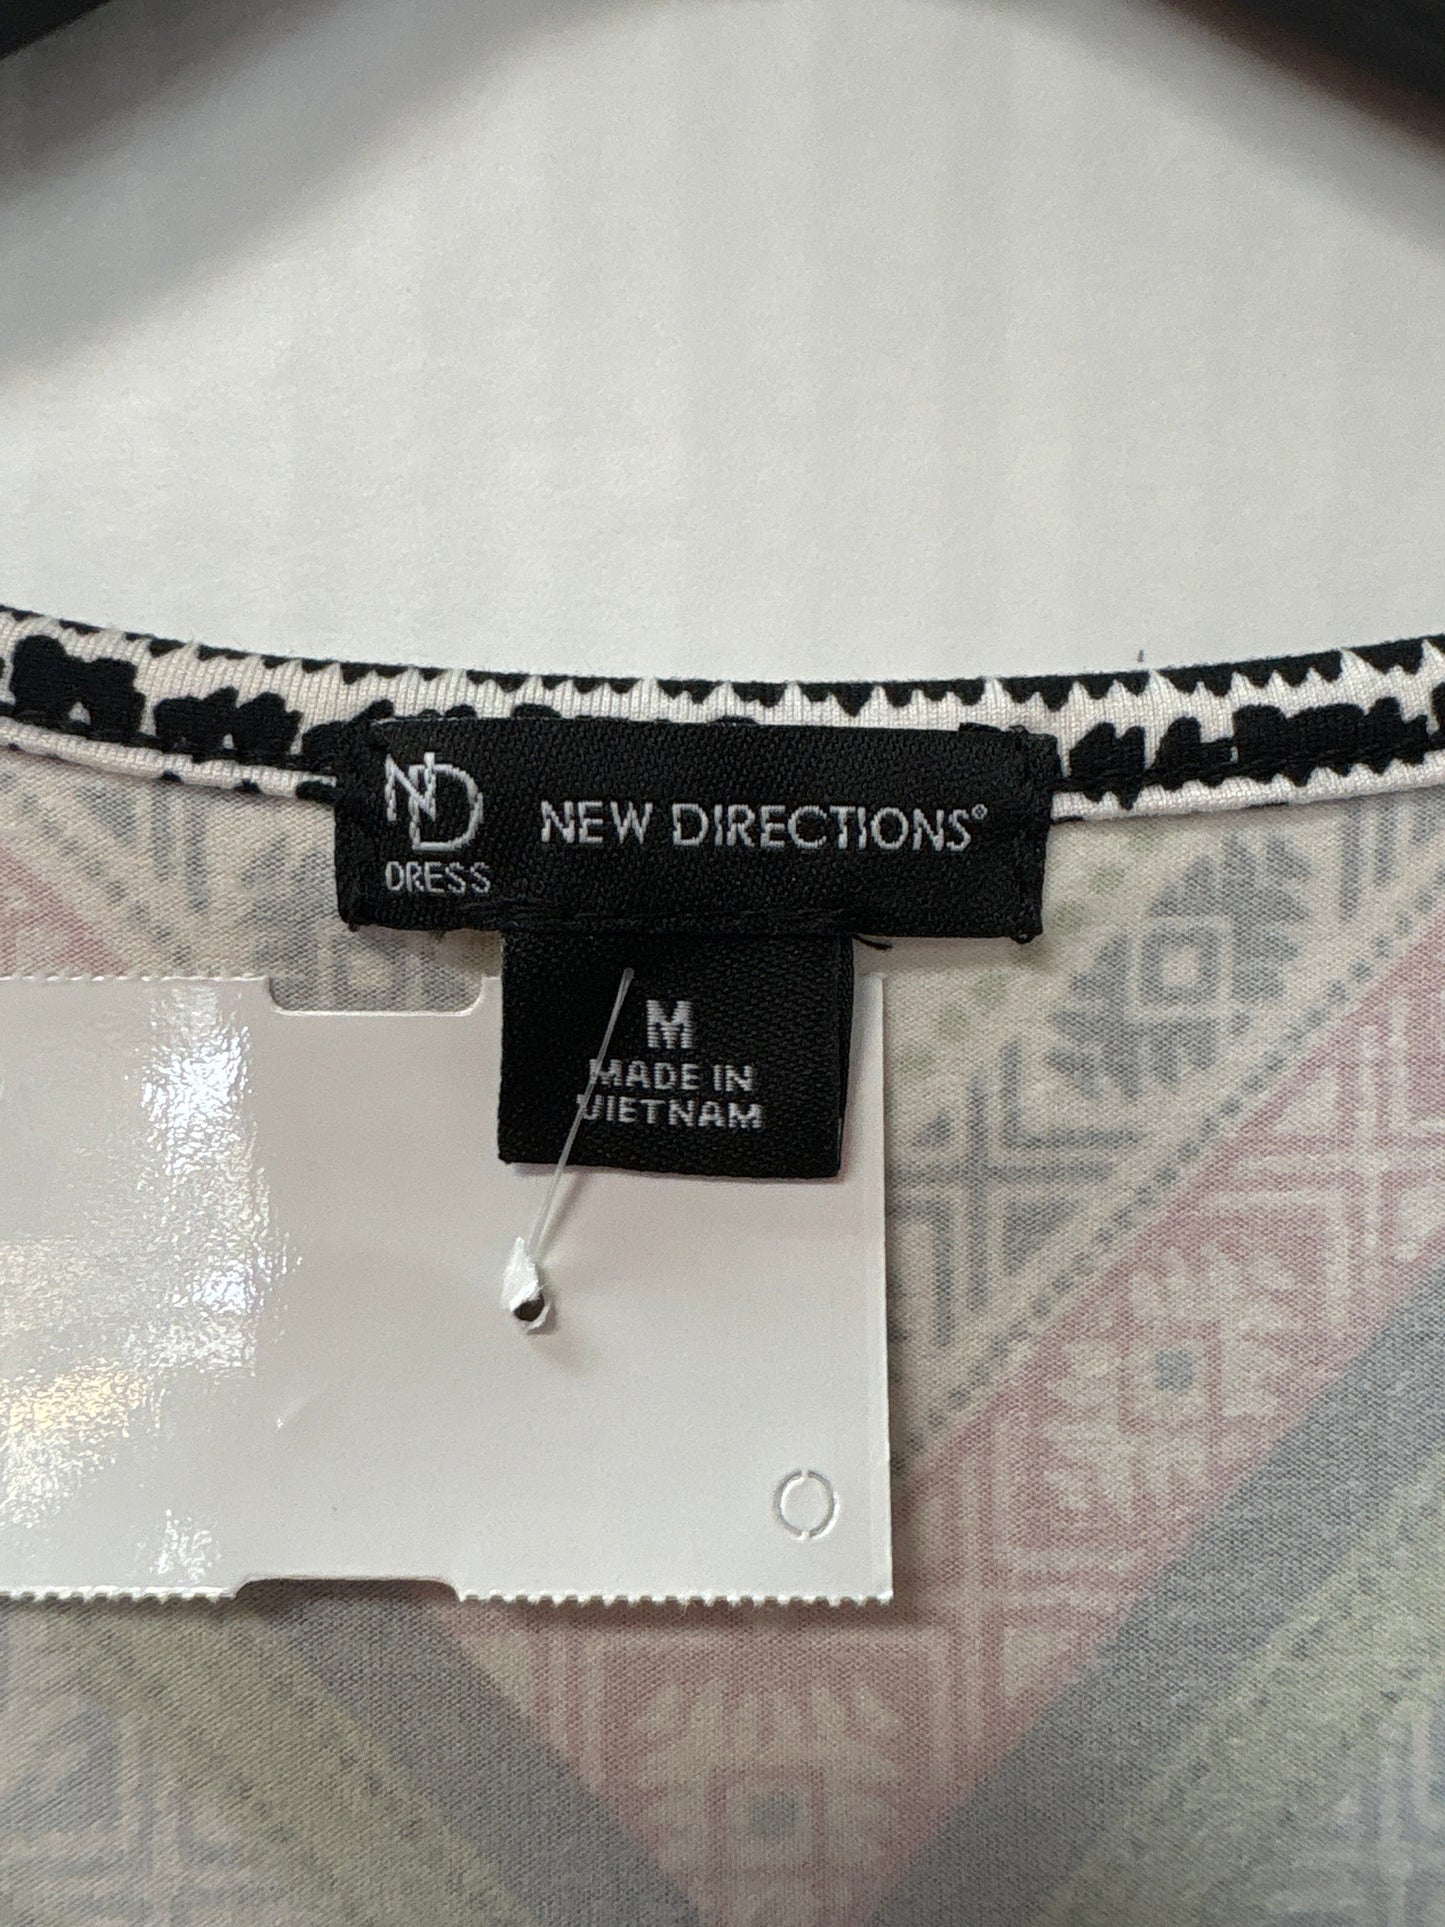 ND
DRESS
NEW DIRECTIONS®
M
MADE IN
VIETNAM